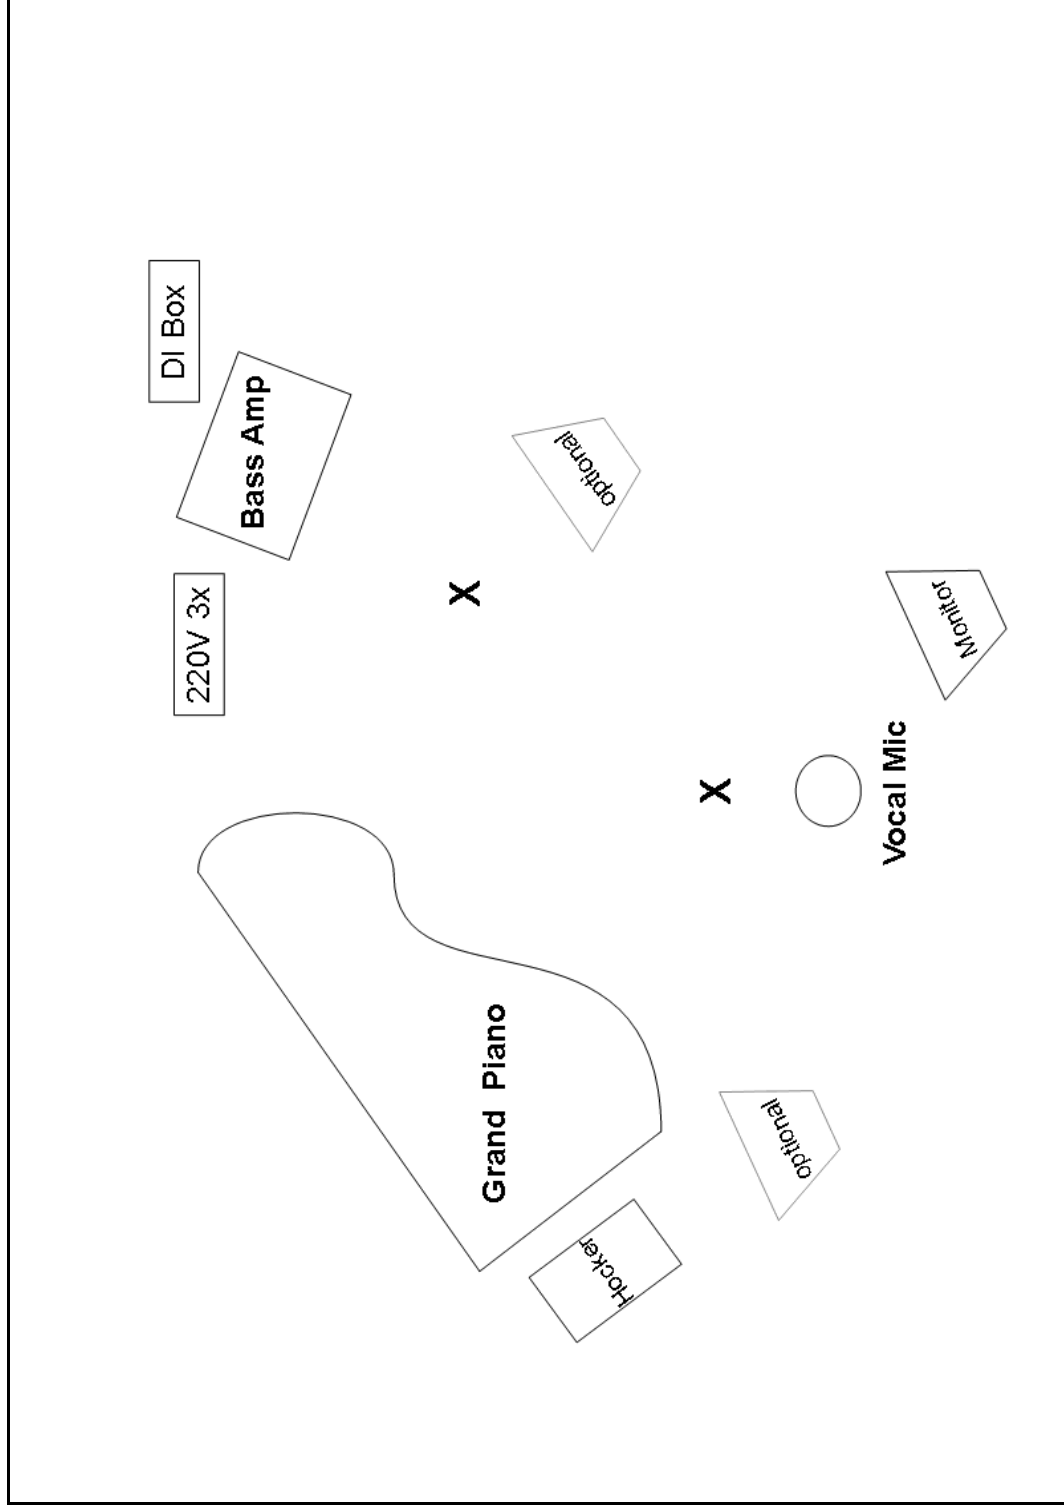 DI Box
220V 3x
Bass Amp
X
optional
Grand Piano
X
Hocker
optional
Vocal Mic
Monitor